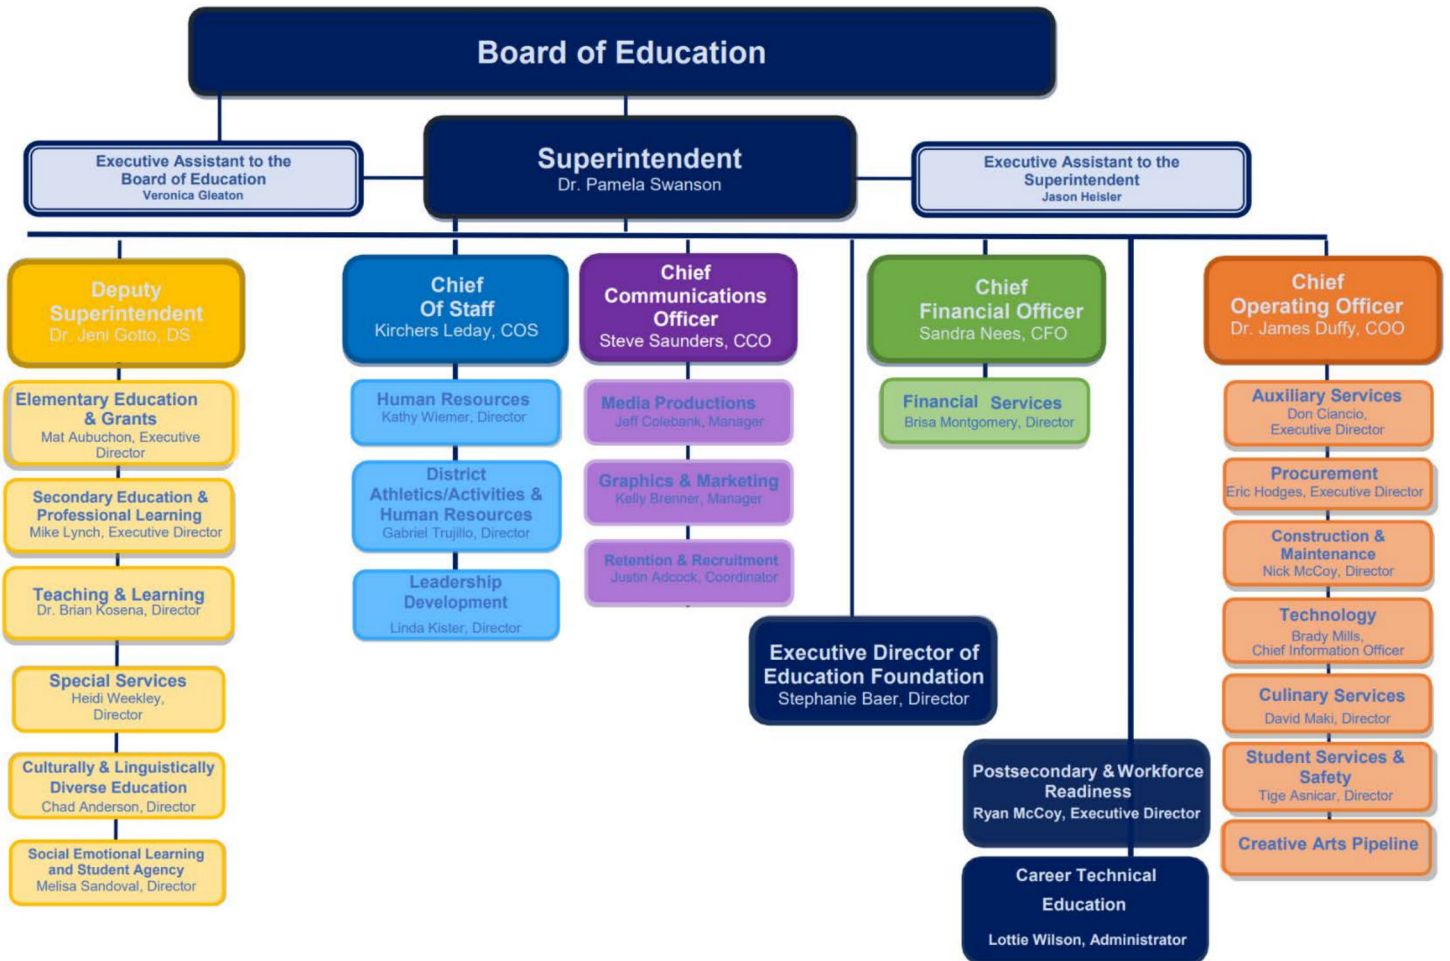 Board of Education
Executive Assistant to the
Board of Education
Veronica Gleaton
Superintendent
Dr. Pamela Swanson
Executive Assistant to the
Superintendent
Jason Heisler
Deputy
Superintendent
Dr. Jeni Gotto, DS
Elementary Education
& Grants
Mat Aubuchon, Executive
Director
Secondary Education &
Professional Learning
Mike Lynch, Executive Director
Teaching & Learning
Dr. Brian Kosena, Director
Special Services
Heidi Weekley,
Director
Culturally & Linguistically
Diverse Education
Chad Anderson, Director
Social Emotional Learning
and Student Agency
Melisa Sandoval, Director
Chief
Of Staff
Kirchers Leday, COS
Human Resources
Kathy Wiemer, Director
District
Athletics/Activities &
Human Resources
Gabriel Trujillo, Director
Leadership
Development
Linda Kister, Director
Chief
Communications
Officer
Steve Saunders, CCO
Media Productions
Jeff Colebank, Manager
Graphics & Marketing
Kelly Brenner, Manager
Retention & Recruitment
Justin Adcock, Coordinator
Executive Director of
Education Foundation
Stephanie Baer, Director
Chief
Financial Officer
Sandra Nees, CFO
Financial Services
Brisa Montgomery, Director
Postsecondary & Workforce
Readiness
Ryan McCoy, Executive Director
Career Technical
Education
Lottie Wilson, Administrator
Chief
Operating Officer
Dr. James Duffy, COO
Auxiliary Services
Don Ciancio,
Executive Director
Procurement
Eric Hodges, Executive Director
Construction &
Maintenance
Nick McCoy, Director
Technology
Brady Mills,
Chief Information Officer
Culinary Services
David Maki, Director
Student Services &
Safety
Tige Asnicar, Director
Creative Arts Pipeline